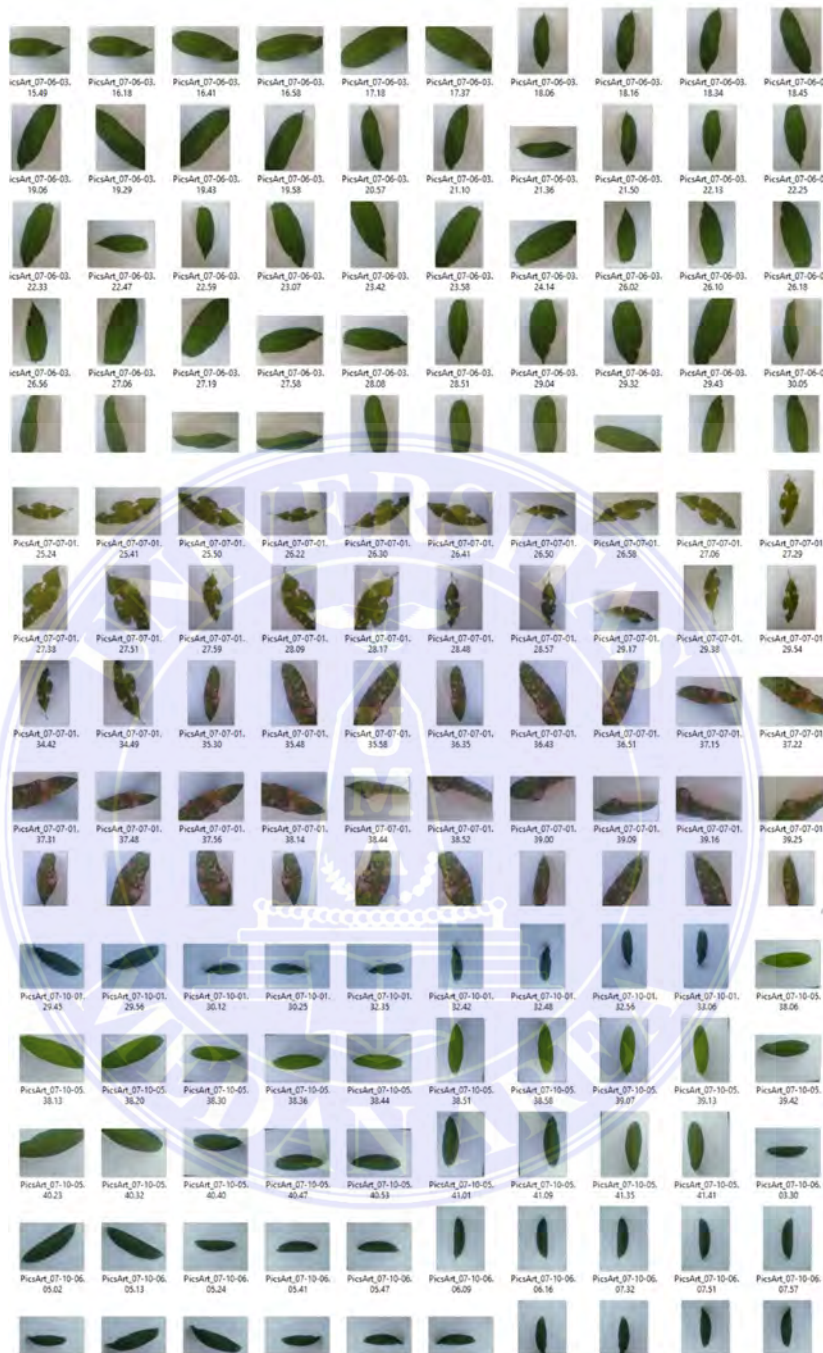 icsArt_07-06-03. PicsArt_07-06-03. PicsArt_07-06-03. PicsArt_07-06-03. PicsArt_07-06-03. PicsArt_07-06-03. PicsArt_07-06-03. PicsArt_07-06-03. PicsArt_07-06-03. PicsArt_07-06-0
15.49 16.18 16.41 16.58 17.18 17.37 18.06 18.16 18.34 18.45
icsArt_07-06-03. PicsArt_07-06-03. PicsArt_07-06-03. PicsArt_07-06-03. PicsArt_07-06-03. PicsArt_07-06-03. PicsArt_07-06-03. PicsArt_07-06-03. PicsArt_07-06-03. PicsArt_07-06-0
19.06 19.29 19.43 19.58 20.57 21.10 21.36 21.50 22.13 22.25
icsArt_07-06-03. PicsArt_07-06-03. PicsArt_07-06-03. PicsArt_07-06-03. PicsArt_07-06-03. PicsArt_07-06-03. PicsArt_07-06-03. PicsArt_07-06-03. PicsArt_07-06-03. PicsArt_07-06-0
22.33 22.47 22.59 23.07 23.42 23.58 24.14 26.02 26.10 26.18
icsArt_07-06-03. PicsArt_07-06-03. PicsArt_07-06-03. PicsArt_07-06-03. PicsArt_07-06-03. PicsArt_07-06-03. PicsArt_07-06-03. PicsArt_07-06-03. PicsArt_07-06-03. PicsArt_07-06-0
26.56 27.06 27.19 27.58 28.08 28.51 29.04 29.32 29.43 30.05
UNIVERSITAS
PicsArt_07-07-01. PicsArt_07-07-01. PicsArt_07-07-01. PicsArt_07-07-01. PicsArt_07-07-01. PicsArt_07-07-01. PicsArt_07-07-01. PicsArt_07-07-01. PicsArt_07-07-01. PicsArt_07-07-01
25.24 25.41 25.50 26.22 26.30 26.41 26.50 26.58 27.06 27.29
PicsArt_07-07-01. PicsArt_07-07-01. PicsArt_07-07-01. PicsArt_07-07-01. PicsArt_07-07-01. PicsArt_07-07-01. PicsArt_07-07-01. PicsArt_07-07-01. PicsArt_07-07-01. PicsArt_07-07-01
27.38 27.51 27.59 28.09 28.17 28.48 28.57 29.17 29.38 29.54
PicsArt_07-07-01. PicsArt_07-07-01. PicsArt_07-07-01. PicsArt_07-07-01. PicsArt_07-07-01. PicsArt_07-07-01. PicsArt_07-07-01. PicsArt_07-07-01. PicsArt_07-07-01. PicsArt_07-07-01
34.42 34.49 35.30 35.48 35.58 36.35 36.43 36.51 37.15 37.22
UMA
PicsArt_07-07-01. PicsArt_07-07-01. PicsArt_07-07-01. PicsArt_07-07-01. PicsArt_07-07-01. PicsArt_07-07-01. PicsArt_07-07-01. PicsArt_07-07-01. PicsArt_07-07-01. PicsArt_07-07-01
37.31 37.48 37.56 38.14 38.44 38.52 39.00 39.09 39.16 39.25
PicsArt_07-10-01. PicsArt_07-10-01. PicsArt_07-10-01. PicsArt_07-10-01. PicsArt_07-10-01. PicsArt_07-10-01. PicsArt_07-10-01. PicsArt_07-10-01. PicsArt_07-10-01. PicsArt_07-10-05.
29.45 29.56 30.12 30.25 32.35 32.42 32.48 32.56 33.06 38.06
PicsArt_07-10-05. PicsArt_07-10-05. PicsArt_07-10-05. PicsArt_07-10-05. PicsArt_07-10-05. PicsArt_07-10-05. PicsArt_07-10-05. PicsArt_07-10-05. PicsArt_07-10-05. PicsArt_07-10-05.
38.13 38.20 38.30 38.36 38.44 38.51 38.58 39.07 39.13 39.42
MEDAN AREA
PicsArt_07-10-05. PicsArt_07-10-05. PicsArt_07-10-05. PicsArt_07-10-05. PicsArt_07-10-05. PicsArt_07-10-05. PicsArt_07-10-05. PicsArt_07-10-05. PicsArt_07-10-05. PicsArt_07-10-06.
40.23 40.32 40.40 40.47 40.53 41.01 41.09 41.35 41.41 03.30
PicsArt_07-10-06. PicsArt_07-10-06. PicsArt_07-10-06. PicsArt_07-10-06. PicsArt_07-10-06. PicsArt_07-10-06. PicsArt_07-10-06. PicsArt_07-10-06. PicsArt_07-10-06. PicsArt_07-10-06.
05.02 05.13 05.24 05.41 05.47 06.09 06.16 07.32 07.51 07.57